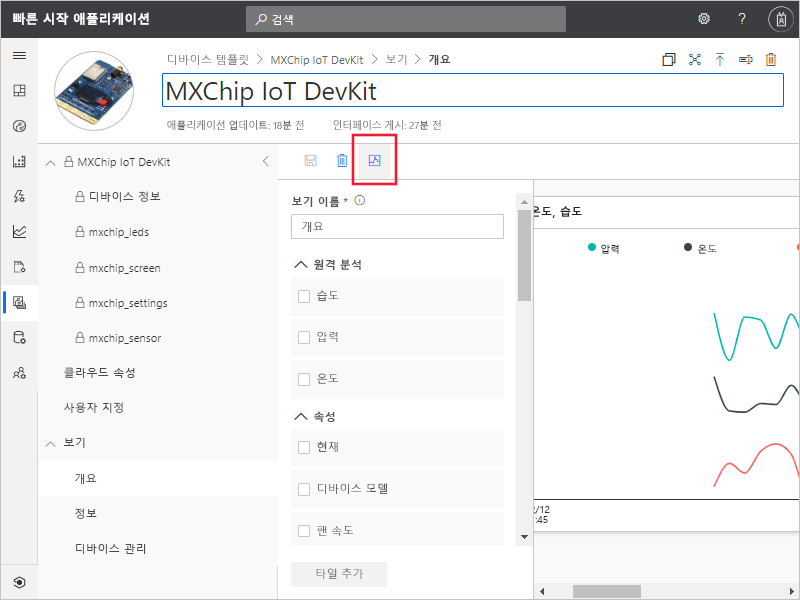 빠른 시작 애플리케이션
검색
?
디바이스 템플릿 > MXChip IoT DevKit > 보기 > 개요
MXChip IoT DevKit
애플리케이션 업데이트: 18분 전
인터페이스 게시: 27분 전
MXChip IoT DevKit
디바이스 정보
mxchip_leds
mxchip_screen
mxchip_settings
mxchip_sensor
클라우드 속성
사용자 지정
보기
개요
정보
디바이스 관리
보기 이름 *
개요
원격 분석
습도
압력
온도
속성
현재
디바이스 모델
팬 속도
타일 추가
온도, 습도
압력
온도
2/12
:45